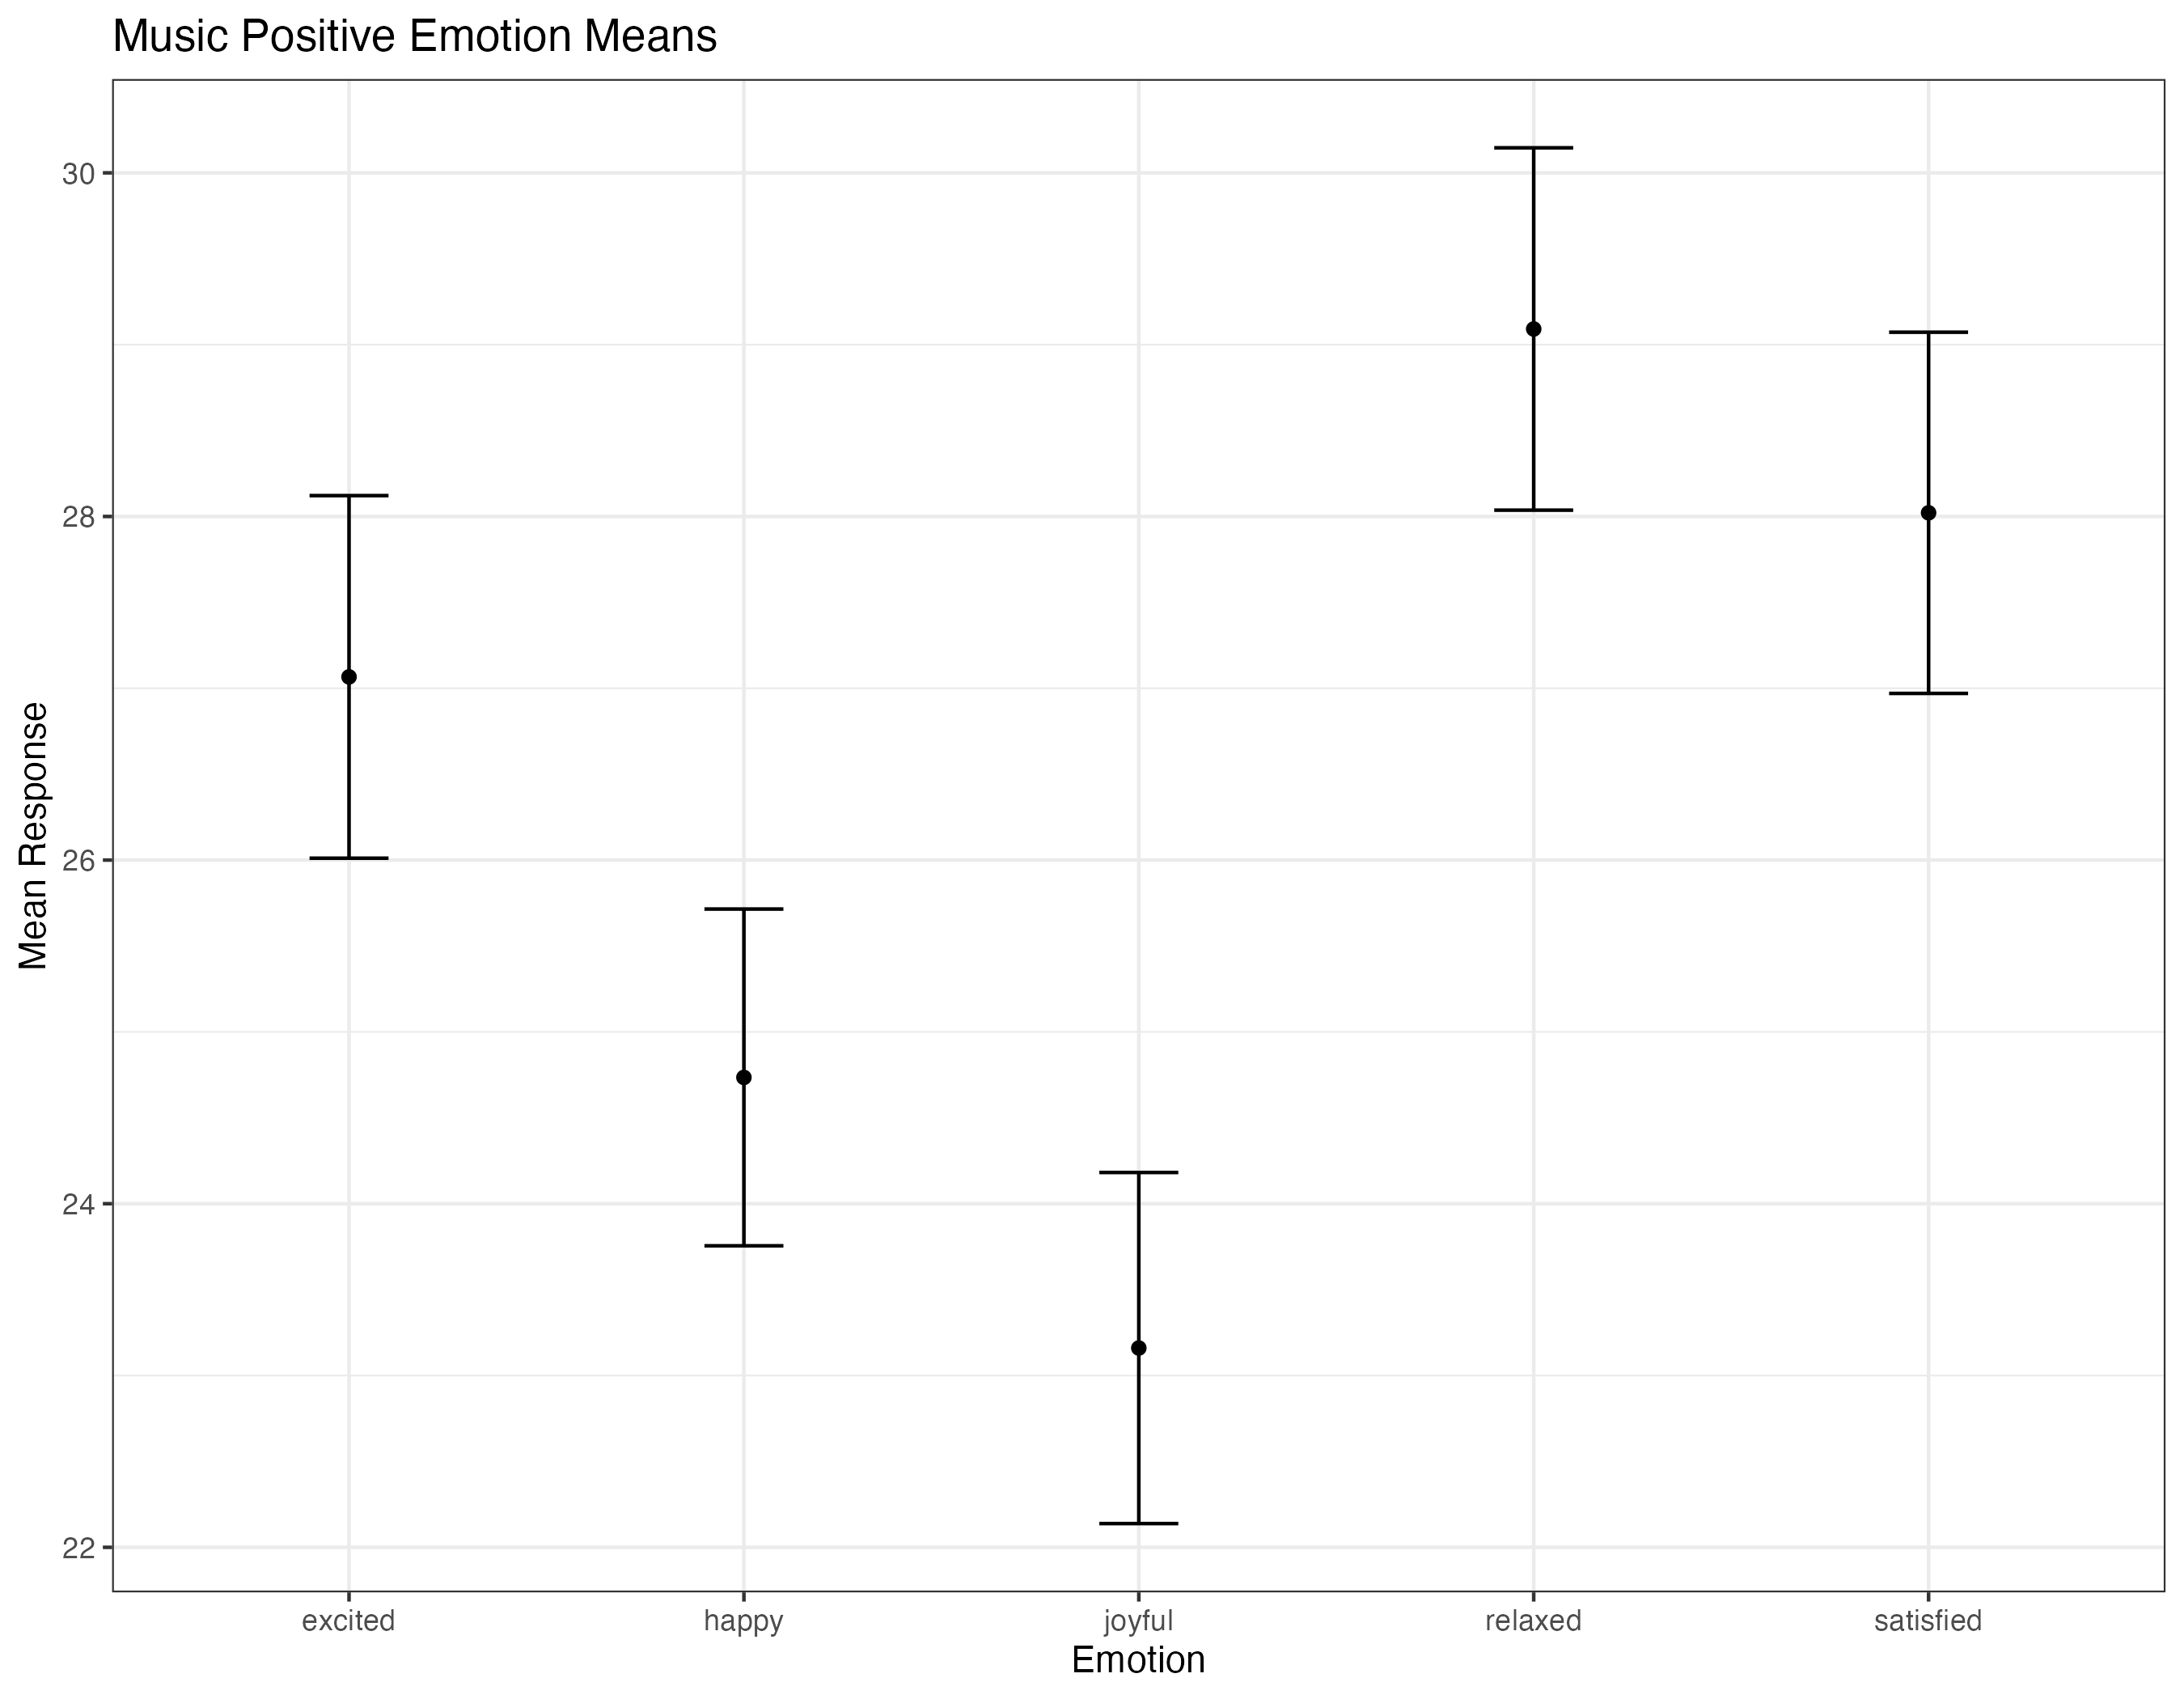 Music Positive Emotion Means
Mean Response
30
28
26
24
22
excited happy joyful relaxed satisfied
Emotion